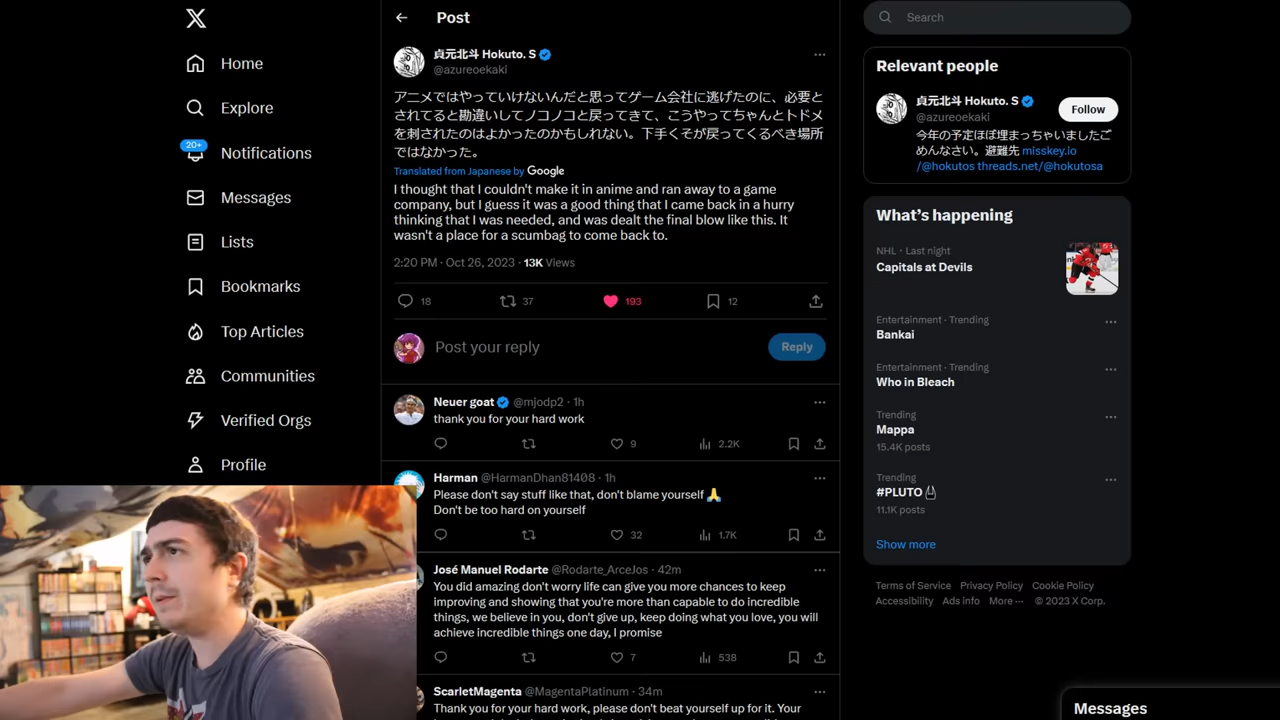 Home
Explore
20+
Notifications
Messages
Lists
Bookmarks
Top Articles
Communities
Verified Orgs
Profile
Post
貞元北斗 Hokuto. S
@azureoekaki
アニメではやっていけないんだと思ってゲーム会社に逃げたのに、必要と
されてると勘違いしてノコノコと戻ってきて、こうやってちゃんとトドメ
を刺されたのはよかったのかもしれない。下手くそが戻ってくるべき場所
ではなかった。
Translated from Japanese by Google
I thought that I couldn't make it in anime and ran away to a game
company, but I guess it was a good thing that I came back in a hurry
thinking that I was needed, and was dealt the final blow like this. It
wasn't a place for a scumbag to come back to.
2:20 PM · Oct 26, 2023 · 13K Views
18 37 193 12
Post your reply
Reply
Neuer goat @mjodp2 · 1h
thank you for your hard work
9 2.2K
Harman @HarmanDhan81408 · 1h
Please don't say stuff like that, don't blame yourself 🙏
Don't be too hard on yourself
32 1.7K
José Manuel Rodarte @Rodarte_ArceJos · 42m
You did amazing don't worry life can give you more chances to keep
improving and showing that you're more than capable to do incredible
things, we believe in you, don't give up, keep doing what you love, you will
achieve incredible things one day, I promise
7 538
ScarletMagenta @MagentaPlatinum · 34m
Thank you for your hard work, please don't beat yourself up for it. Your
Search
Relevant people
貞元北斗 Hokuto. S
@azureoekaki
Follow
今年の予定ほぼ埋まっちゃいましたご
めんなさい。避難先 misskey.io
/@hokutos threads.net/@hokutosa
What's happening
NHL · Last night
Capitals at Devils
Entertainment · Trending
Bankai
Entertainment · Trending
Who in Bleach
Trending
Mappa
15.4K posts
Trending
#PLUTO
11.1K posts
Show more
Terms of Service Privacy Policy Cookie Policy
Accessibility Ads info More ··· © 2023 X Corp.
Messages